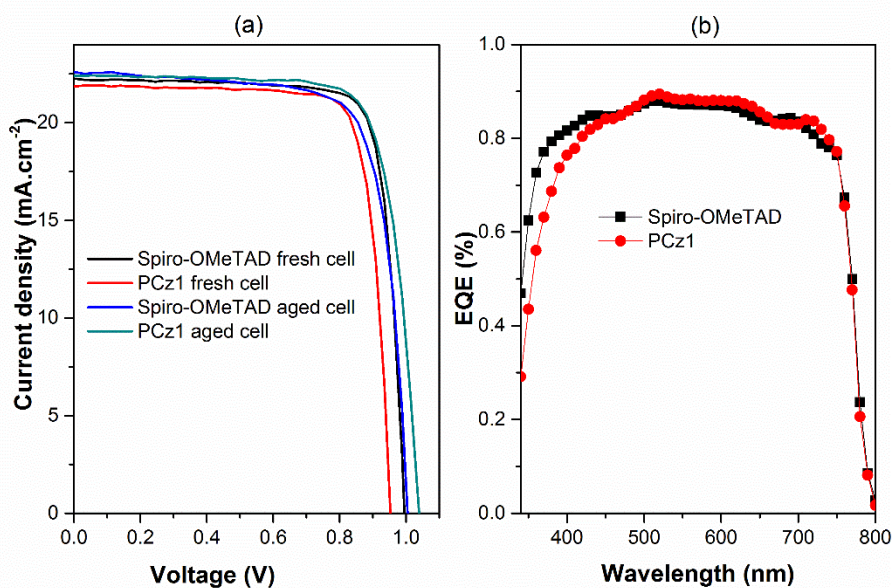 (a)
Current density (mA.cm⁻²)
20
15
10
5
0
Spiro-OMeTAD fresh cell
PCz1 fresh cell
Spiro-OMeTAD aged cell
PCz1 aged cell
0.0 0.2 0.4 0.6 0.8 1.0
Voltage (V)
(b)
EQE (%)
1.0
0.8
0.6
0.4
0.2
0.0
Spiro-OMeTAD
PCz1
400 500 600 700 800
Wavelength (nm)